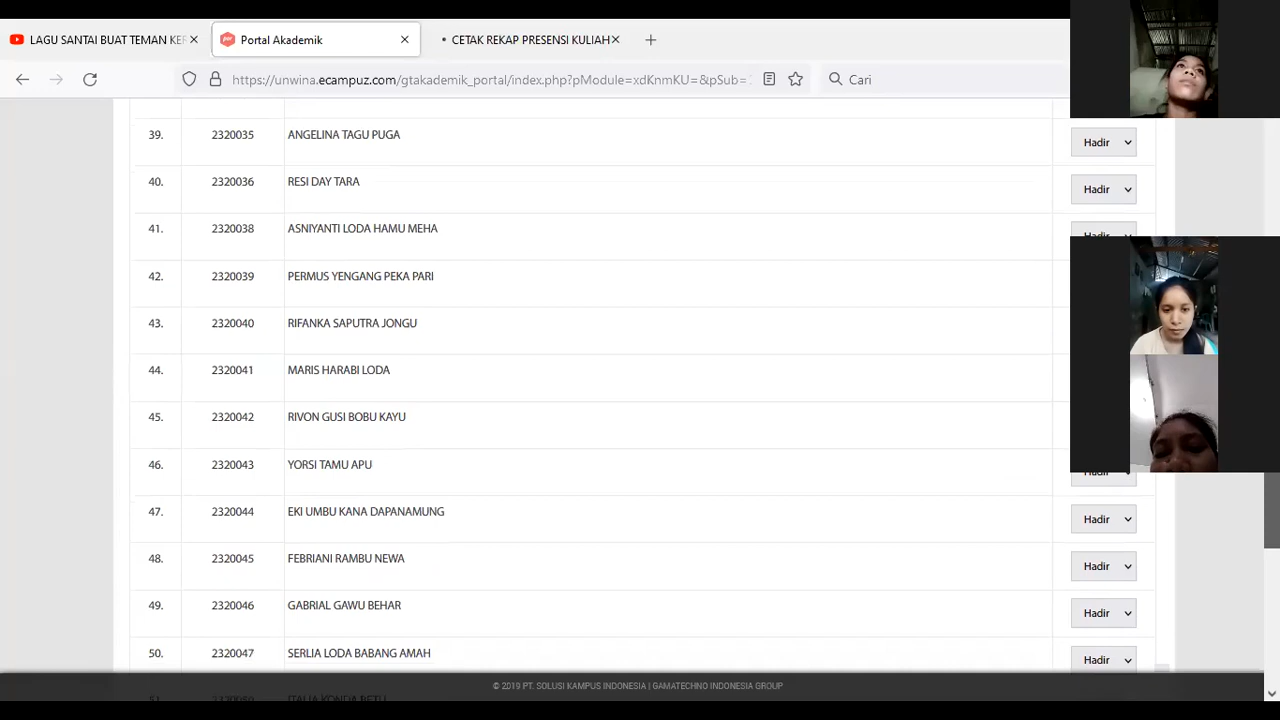 LAGU SANTAI BUAT TEMAN KER
Portal Akademik
CETAK REKAP PRESENSI KULIAH
https://unwina.ecampuz.com/gtakademik_portal/index.php?pModule=xdKnmKU=&pSub=
Cari
39. 2320035 ANGELINA TAGU PUGA Hadir
40. 2320036 RESI DAY TARA Hadir
41. 2320038 ASNIYANTI LODA HAMU MEHA Hadir
42. 2320039 PERMUS YENGANG PEKA PARI
43. 2320040 RIFANKA SAPUTRA JONGU
44. 2320041 MARIS HARABI LODA
45. 2320042 RIVON GUSI BOBU KAYU
46. 2320043 YORSI TAMU APU Hadir
47. 2320044 EKI UMBU KANA DAPANAMUNG Hadir
48. 2320045 FEBRIANI RAMBU NEWA Hadir
49. 2320046 GABRIAL GAWU BEHAR Hadir
50. 2320047 SERLIA LODA BABANG AMAH Hadir
51.
© 2019 PT. SOLUSI KAMPUS INDONESIA | GAMATECHNO INDONESIA GROUP